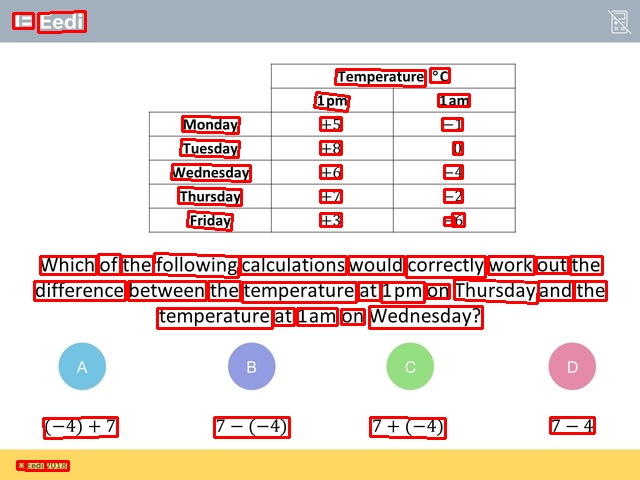 Eedi
Temperature °C
1pm 1am
Monday +5 −1
Tuesday +8 0
Wednesday +6 −4
Thursday +7 −2
Friday +3 −6
Which of the following calculations would correctly work out the
difference between the temperature at 1pm on Thursday and the
temperature at 1am on Wednesday?
A B C D
(−4) + 7 7 − (−4) 7 + (−4) 7 − 4
© Eedi 2018